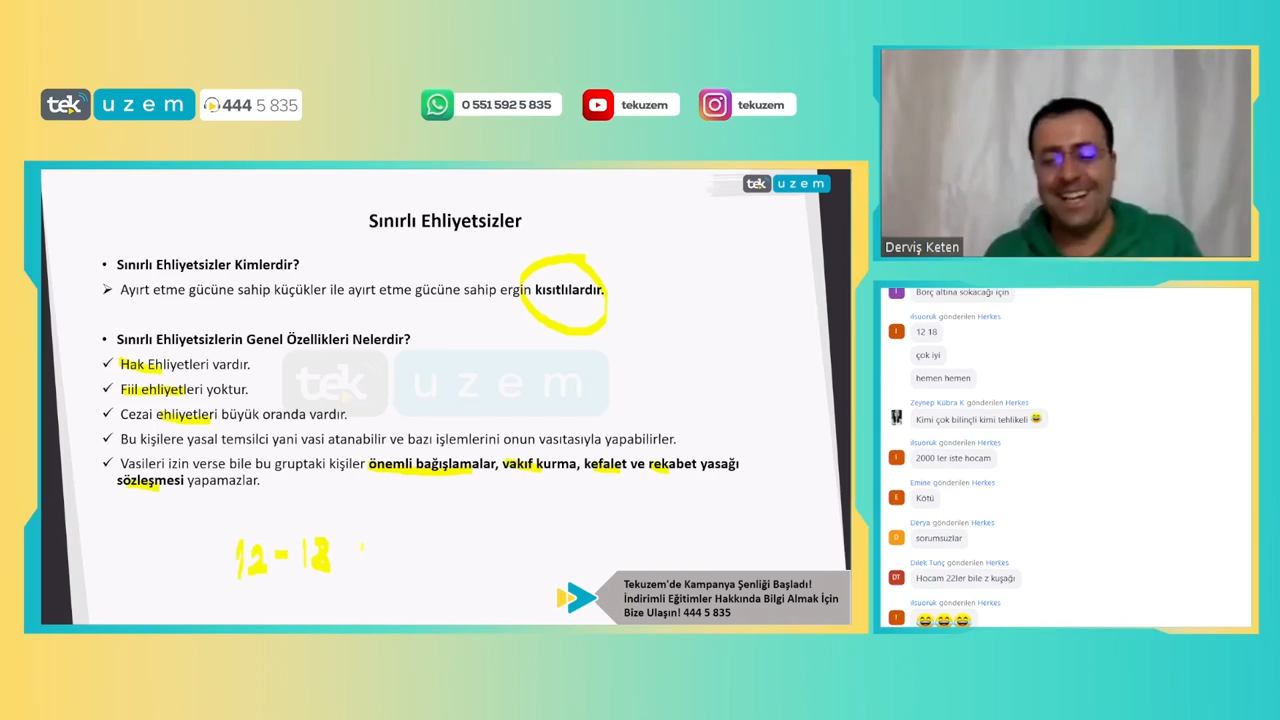 tek uzem 444 5 835
0 551 592 5 835
tekuzem
tekuzem
tek uzem
Sınırlı Ehliyetsizler
• Sınırlı Ehliyetsizler Kimlerdir?
➢ Ayırt etme gücüne sahip küçükler ile ayırt etme gücüne sahip ergin kısıtlılardır.
• Sınırlı Ehliyetsizlerin Genel Özellikleri Nelerdir?
✓ Hak Ehliyetleri vardır.
✓ Fiil ehliyetleri yoktur.
✓ Cezai ehliyetleri büyük oranda vardır.
✓ Bu kişilere yasal temsilci yani vasi atanabilir ve bazı işlemlerini onun vasıtasıyla yapabilirler.
✓ Vasileri izin verse bile bu gruptaki kişiler önemli bağışlamalar, vakıf kurma, kefalet ve rekabet yasağı
sözleşmesi yapamazlar.
tek uzem
12 - 18
Tekuzem'de Kampanya Şenliği Başladı!
İndirimli Eğitimler Hakkında Bilgi Almak İçin
Bize Ulaşın! 444 5 835
Derviş Keten
Borç altına sokacağı için
ilsuoruk gönderilen Herkes
I
12 18
çok iyi
hemen hemen
Zeynep Kübra K gönderilen Herkes
Kimi çok bilinçli kimi tehlikeli 😄
ilsuoruk gönderilen Herkes
I
2000 ler iste hocam
Emine gönderilen Herkes
E
Kötü
Derya gönderilen Herkes
D
sorumsuzlar
Dilek Tunç gönderilen Herkes
DT
Hocam 22ler bile z kuşağı
ilsuoruk gönderilen Herkes
I
😄😄😄